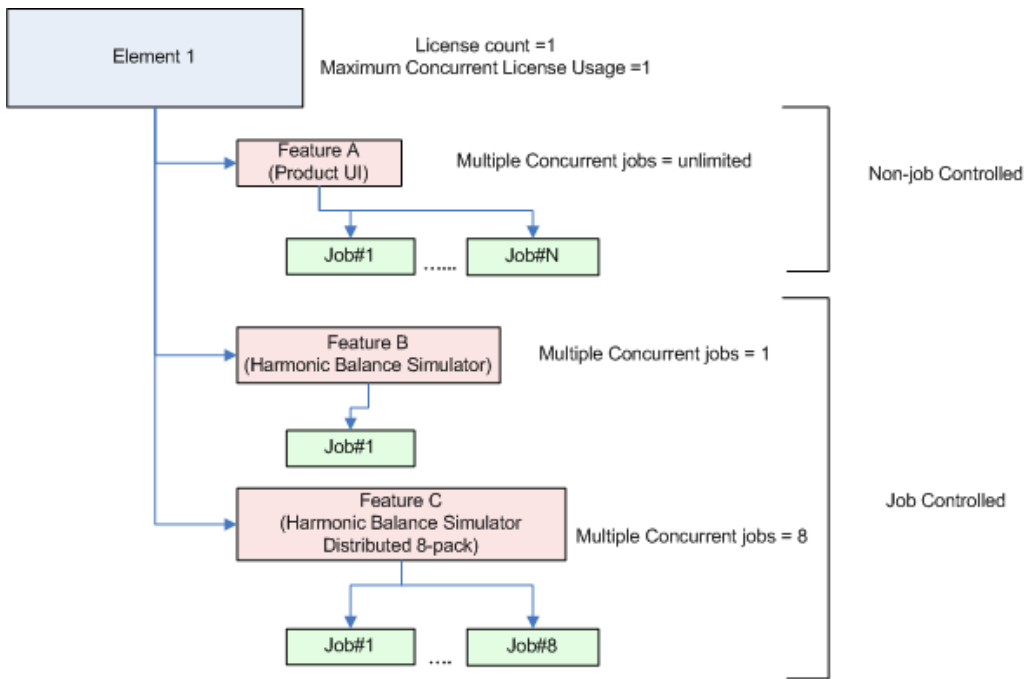 Element 1
License count =1
Maximum Concurrent License Usage =1
Feature A
(Product UI)
Multiple Concurrent jobs = unlimited
Non-job Controlled
Job#1
......
Job#N
Feature B
(Harmonic Balance Simulator)
Multiple Concurrent jobs = 1
Job#1
Feature C
(Harmonic Balance Simulator
Distributed 8-pack)
Multiple Concurrent jobs = 8
Job Controlled
Job#1
....
Job#8